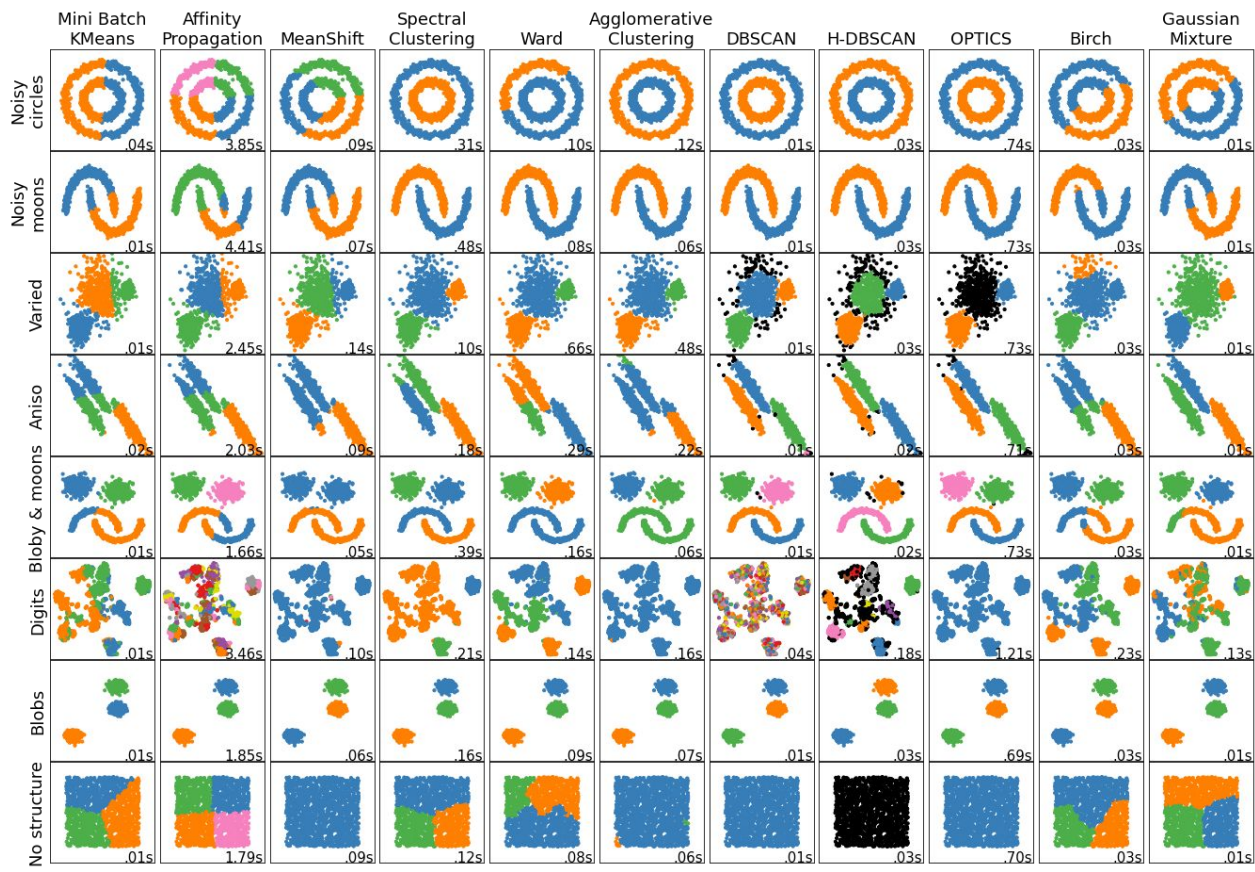 Mini Batch
KMeans
Affinity
Propagation
MeanShift
Spectral
Clustering
Ward
Agglomerative
Clustering
DBSCAN
H-DBSCAN
OPTICS
Birch
Gaussian
Mixture
Noisy
circles
.04s
3.85s
.09s
.31s
.10s
.12s
.01s
.03s
.74s
.03s
.01s
Noisy
moons
.01s
4.41s
.07s
.48s
.08s
.06s
.01s
.03s
.73s
.03s
.01s
Varied
.01s
2.45s
.14s
.10s
.66s
.48s
.01s
.03s
.73s
.03s
.01s
Aniso
.02s
2.03s
.09s
.18s
.29s
.22s
.01s
.02s
.71s
.03s
.01s
Bloby & moons
.01s
1.66s
.05s
.39s
.16s
.06s
.01s
.02s
.73s
.03s
.01s
Digits
.01s
3.46s
.10s
.21s
.14s
.16s
.04s
.18s
1.21s
.23s
.13s
Blobs
.01s
1.85s
.06s
.16s
.09s
.07s
.01s
.03s
.69s
.03s
.01s
No structure
.01s
1.79s
.09s
.12s
.08s
.06s
.01s
.03s
.70s
.03s
.01s